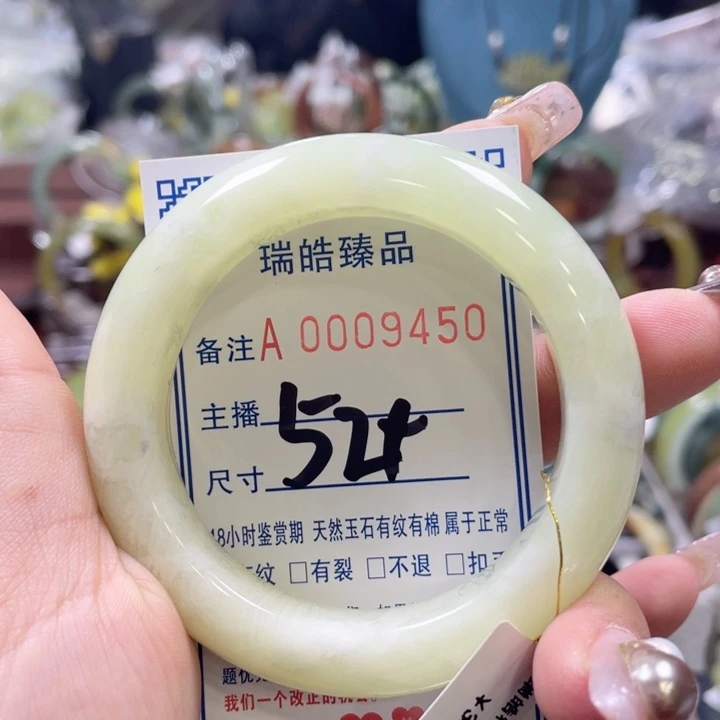 瑞皓臻品
备注A 0009450
主播
尺寸 54
48小时鉴赏期 天然玉石有纹有棉属于正常
纹 □有裂 □不退 □扣
题优
我们一个改正的机会